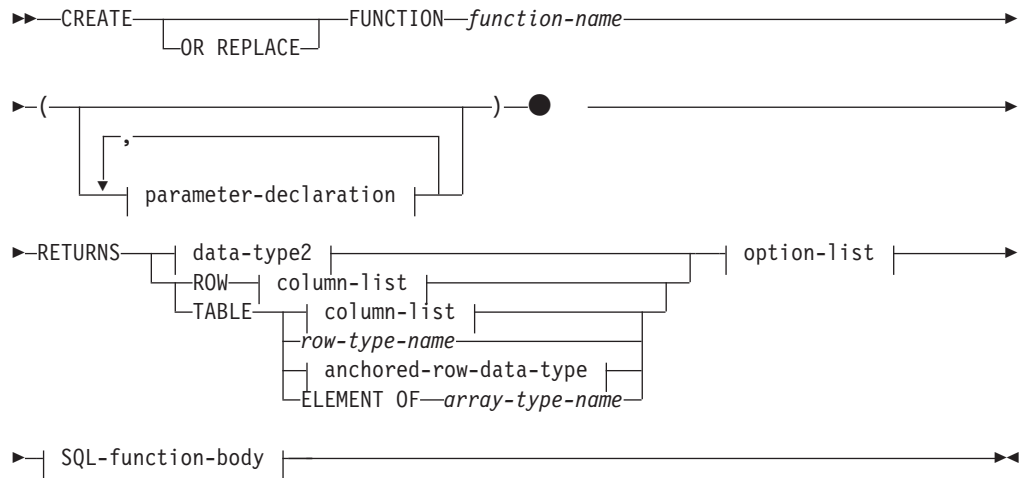 CREATE FUNCTION function-name
OR REPLACE
( )
,
parameter-declaration
RETURNS data-type2 option-list
ROW column-list
TABLE column-list
row-type-name
anchored-row-data-type
ELEMENT OF array-type-name
SQL-function-body